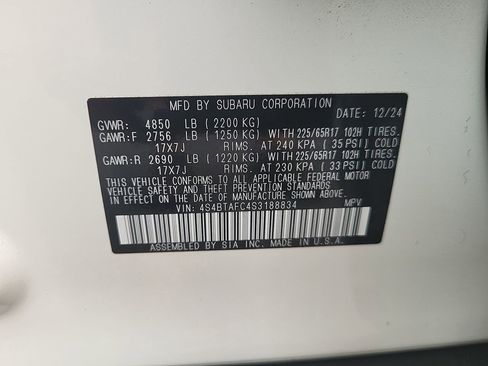 MFD BY SUBARU CORPORATION DATE: 12/24
GVWR: 4850 LB (2200 KG)
GAWR:F 2756 LB (1250 KG) WITH 225/65R17 102H TIRES.
17X7J RIMS. AT 240 KPA (35 PSI) COLD
GAWR:R 2690 LB (1220 KG) WITH 225/65R17 102H TIRES.
17X7J RIMS. AT 230 KPA (33 PSI) COLD
THIS VEHICLE CONFORMS TO ALL APPLICABLE FEDERAL MOTOR
VEHICLE SAFETY, BUMPER, AND THEFT PREVENTION STANDARDS
IN EFFECT ON THE DATE OF MANUFACTURE SHOWN ABOVE.
VIN: 4S4BTAFC4S3188834 MPV
ASSEMBLED BY SIA INC. MADE IN U.S.A.